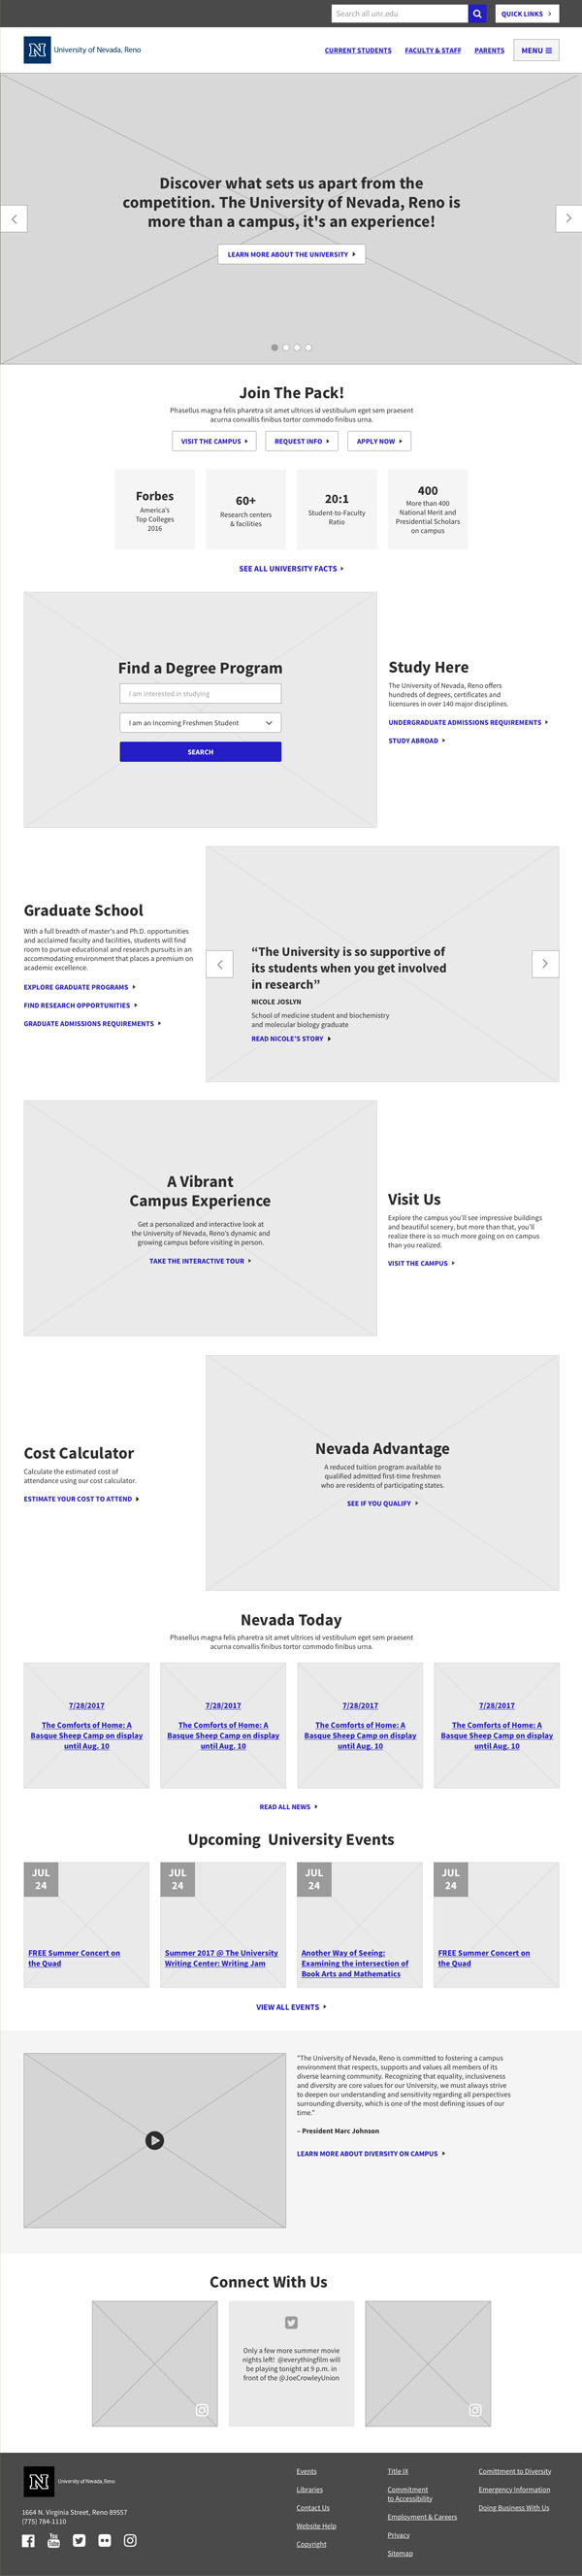 Search all unr.edu
QUICK LINKS
N University of Nevada, Reno
CURRENT STUDENTS
FACULTY & STAFF
PARENTS
MENU
Discover what sets us apart from the
competition. The University of Nevada, Reno is
more than a campus, it's an experience!
LEARN MORE ABOUT THE UNIVERSITY
Join The Pack!
Phasellus magna felis pharetra sit amet ultrices id vestibulum eget sem praesent
acurna convallis finibus tortor commodo finibus urna.
VISIT THE CAMPUS
REQUEST INFO
APPLY NOW
Forbes
America's
Top Colleges
2016
60+
Research centers
& facilities
20:1
Student-to-Faculty
Ratio
400
More than 400
National Merit and
Presidential Scholars
on campus
SEE ALL UNIVERSITY FACTS
Find a Degree Program
I am interested in studying
I am an Incoming Freshmen Student
SEARCH
Study Here
The University of Nevada, Reno offers
hundreds of degrees, certificates and
licensures in over 140 major disciplines.
UNDERGRADUATE ADMISSIONS REQUIREMENTS
STUDY ABROAD
Graduate School
With a full breadth of master's and Ph.D. opportunities
and acclaimed faculty and facilities, students will find
room to pursue educational and research pursuits in an
accommodating environment that places a premium on
academic excellence.
EXPLORE GRADUATE PROGRAMS
FIND RESEARCH OPPORTUNITIES
GRADUATE ADMISSIONS REQUIREMENTS
“The University is so supportive of
its students when you get involved
in research”
NICOLE JOSLYN
School of medicine student and biochemistry
and molecular biology graduate
READ NICOLE'S STORY
A Vibrant
Campus Experience
Get a personalized and interactive look at
the University of Nevada, Reno's dynamic and
growing campus before visiting in person.
TAKE THE INTERACTIVE TOUR
Visit Us
Explore the campus you'll see impressive buildings
and beautiful scenery, but more than that, you'll
realize there is so much more going on on campus
than you realized.
VISIT THE CAMPUS
Cost Calculator
Calculate the estimated cost of
attendance using our cost calculator.
ESTIMATE YOUR COST TO ATTEND
Nevada Advantage
A reduced tuition program available to
qualified admitted first-time freshmen
who are residents of participating states.
SEE IF YOU QUALIFY
Nevada Today
Phasellus magna felis pharetra sit amet ultrices id vestibulum eget sem praesent
acurna convallis finibus tortor commodo finibus urna.
7/28/2017
The Comforts of Home: A
Basque Sheep Camp on display
until Aug. 10
7/28/2017
The Comforts of Home: A
Basque Sheep Camp on display
until Aug. 10
7/28/2017
The Comforts of Home: A
Basque Sheep Camp on display
until Aug. 10
7/28/2017
The Comforts of Home: A
Basque Sheep Camp on display
until Aug. 10
READ ALL NEWS
Upcoming University Events
JUL
24
FREE Summer Concert on
the Quad
JUL
24
Summer 2017 @ The University
Writing Center: Writing Jam
JUL
24
Another Way of Seeing:
Examining the intersection of
Book Arts and Mathematics
JUL
24
FREE Summer Concert on
the Quad
VIEW ALL EVENTS
"The University of Nevada, Reno is committed to fostering a campus
environment that respects, supports and values all members of its
diverse learning community. Recognizing that equality, inclusiveness
and diversity are core values for our University, we must always strive
to deepen our understanding and sensitivity regarding all perspectives
surrounding diversity, which is one of the most defining issues of our
time."
– President Marc Johnson
LEARN MORE ABOUT DIVERSITY ON CAMPUS
Connect With Us
Only a few more summer movie
nights left! @everythingfilm will
be playing tonight at 9 p.m. in
front of the @JoeCrowleyUnion
N University of Nevada, Reno
1664 N. Virginia Street, Reno 89557
(775) 784-1110
You Tube
Events
Libraries
Contact Us
Website Help
Copyright
Title IX
Commitment
to Accessibility
Employment & Careers
Privacy
Sitemap
Comittment to Diversity
Emergency Information
Doing Business With Us